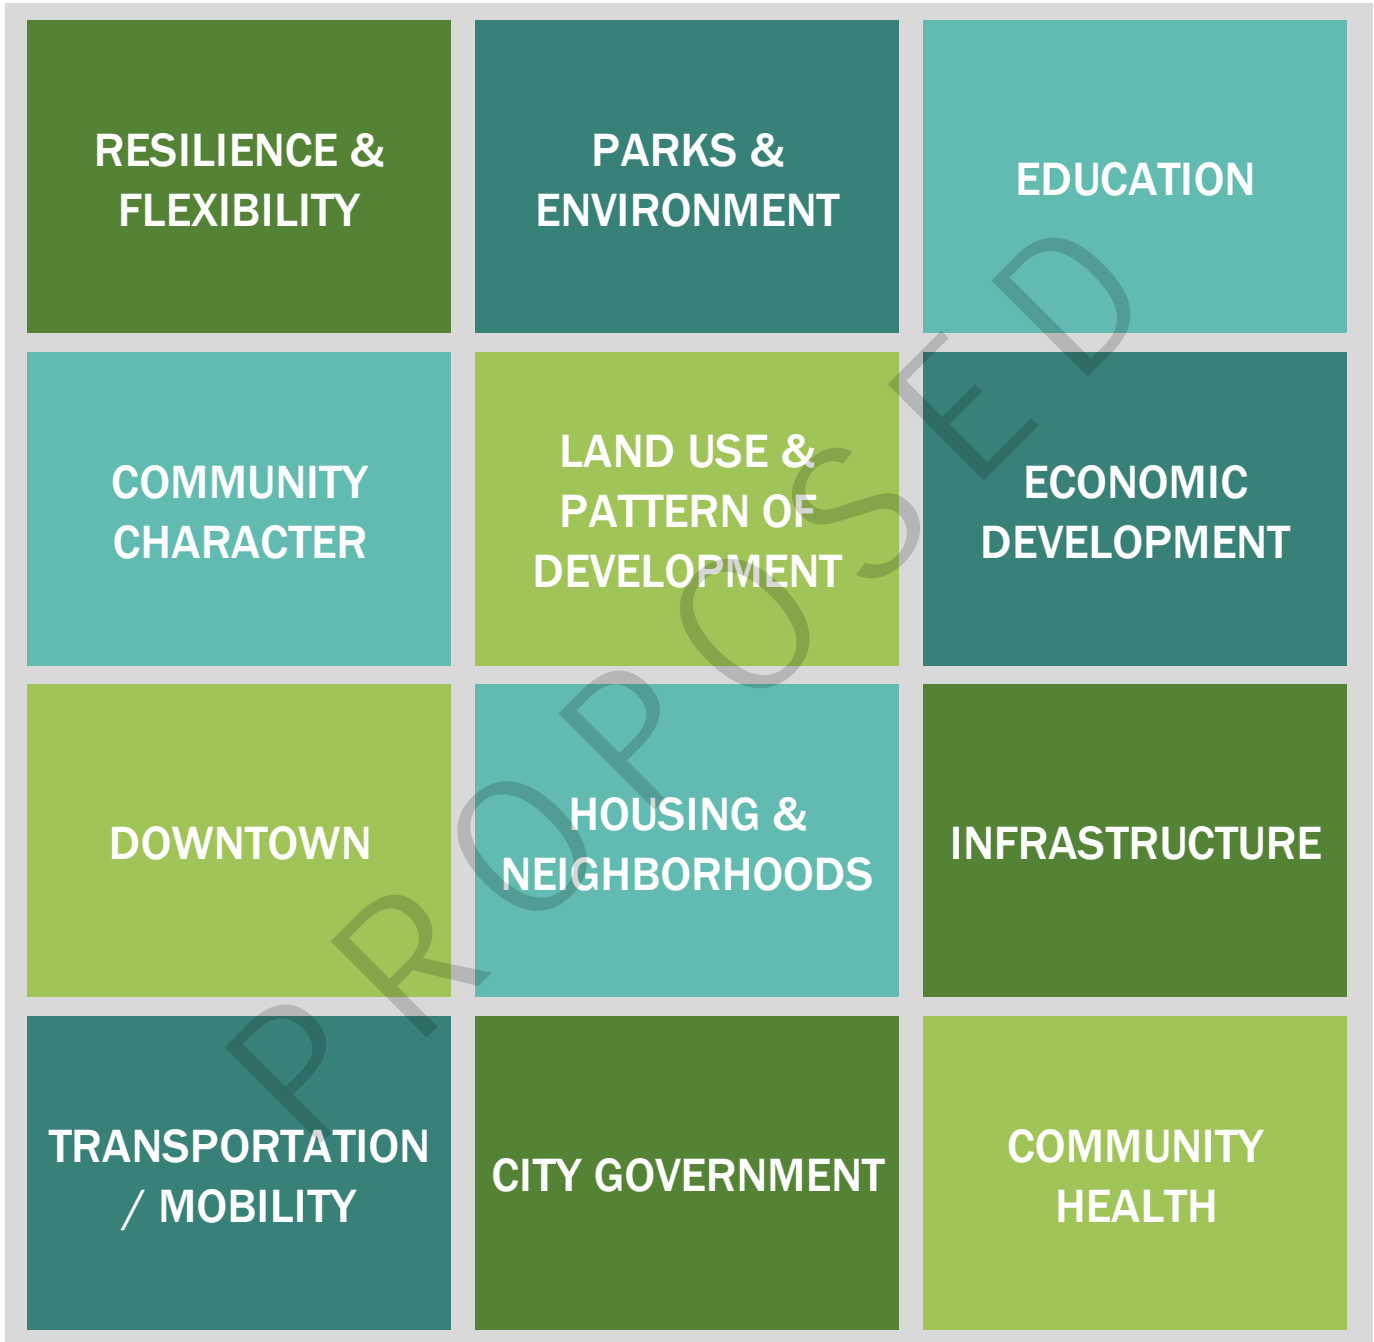 RESILIENCE &
FLEXIBILITY
PARKS &
ENVIRONMENT
EDUCATION
COMMUNITY
CHARACTER
LAND USE &
PATTERN OF
DEVELOPMENT
ECONOMIC
DEVELOPMENT
DOWNTOWN
HOUSING &
NEIGHBORHOODS
INFRASTRUCTURE
TRANSPORTATION
/ MOBILITY
CITY GOVERNMENT
COMMUNITY
HEALTH
PROPOSED